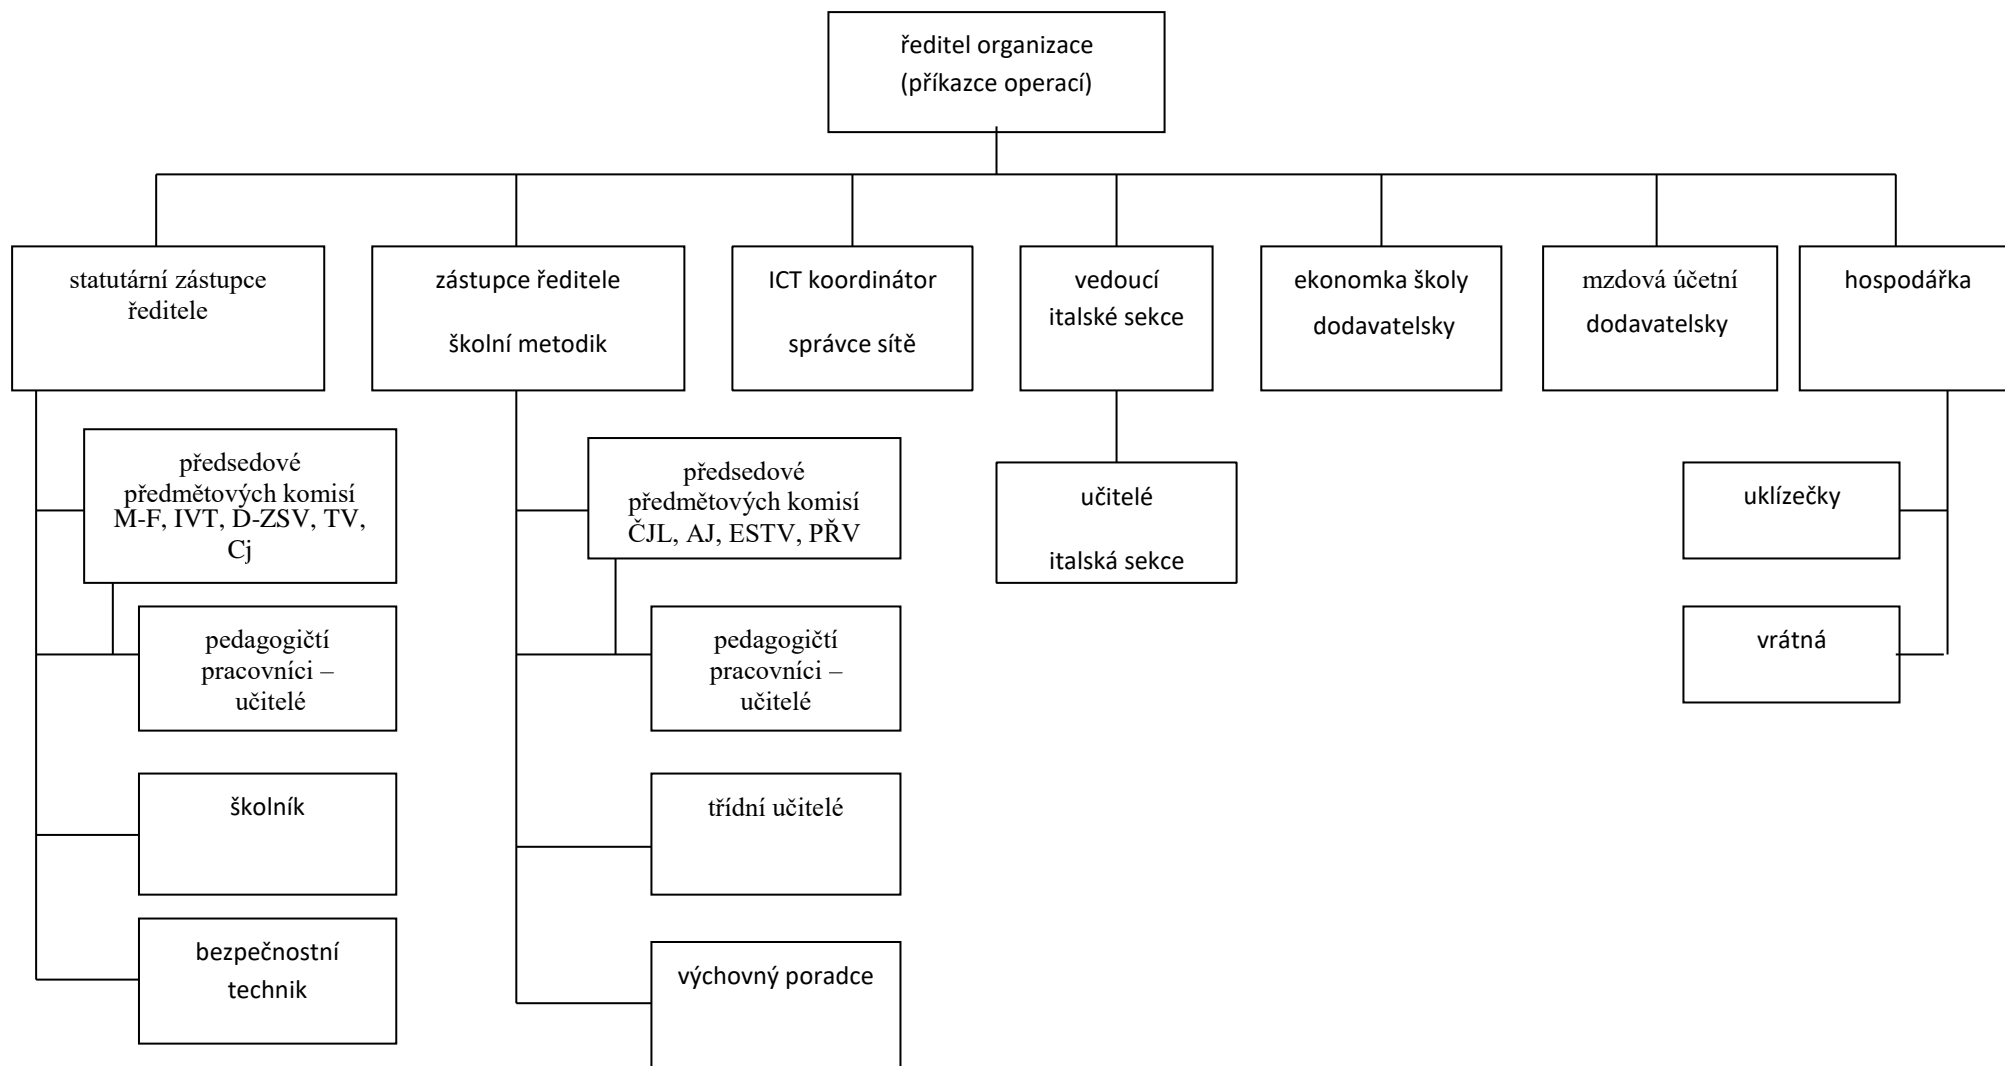 ředitel organizace
(příkazce operací)
statutární zástupce
ředitele
zástupce ředitele
školní metodik
ICT koordinátor
správce sítě
vedoucí
italské sekce
ekonomka školy
dodavatelsky
mzdová účetní
dodavatelsky
hospodářka
předsedové
předmětových komisí
M-F, IVT, D-ZSV, TV,
Cj
předsedové
předmětových komisí
ČJL, AJ, ESTV, PŘV
učitelé
italská sekce
uklízečky
pedagogičtí
pracovníci –
učitelé
pedagogičtí
pracovníci –
učitelé
vrátná
školník
třídní učitelé
bezpečnostní
technik
výchovný poradce